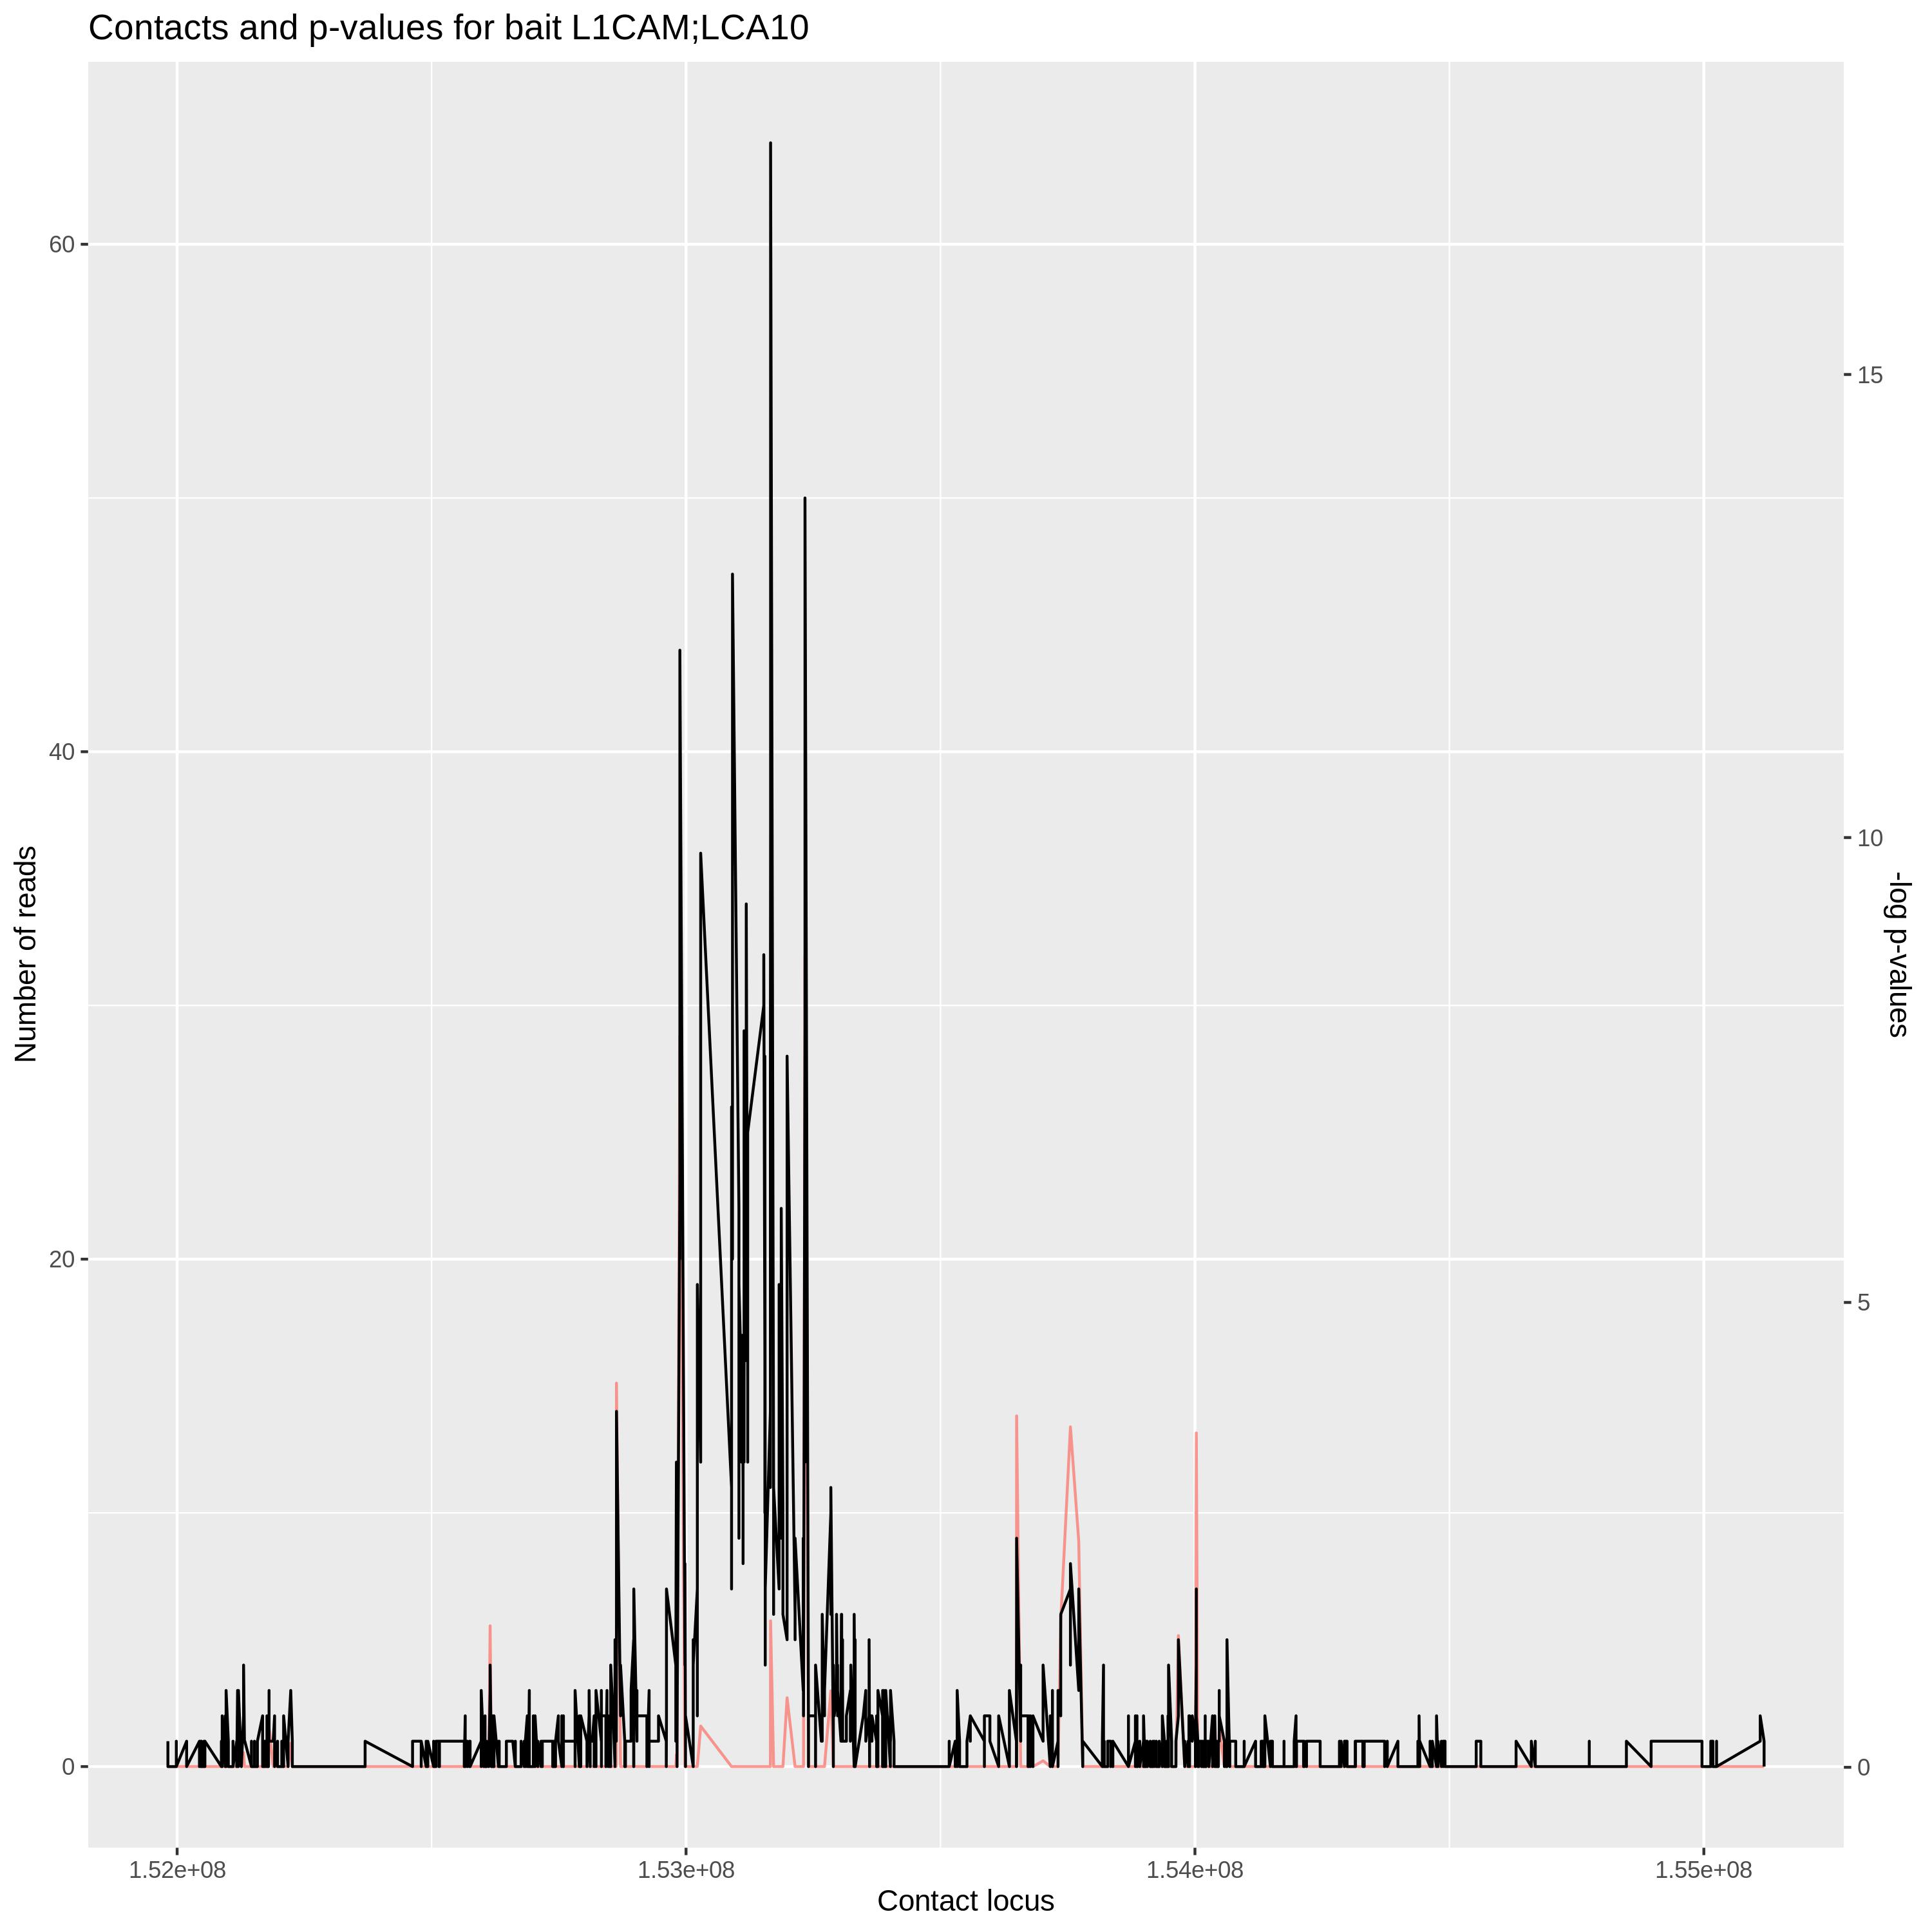 Contacts and p-values for bait L1CAM;LCA10
60
40
20
0
Number of reads
15
10
5
0
-log p-values
1.52e+08
1.53e+08
1.54e+08
1.55e+08
Contact locus